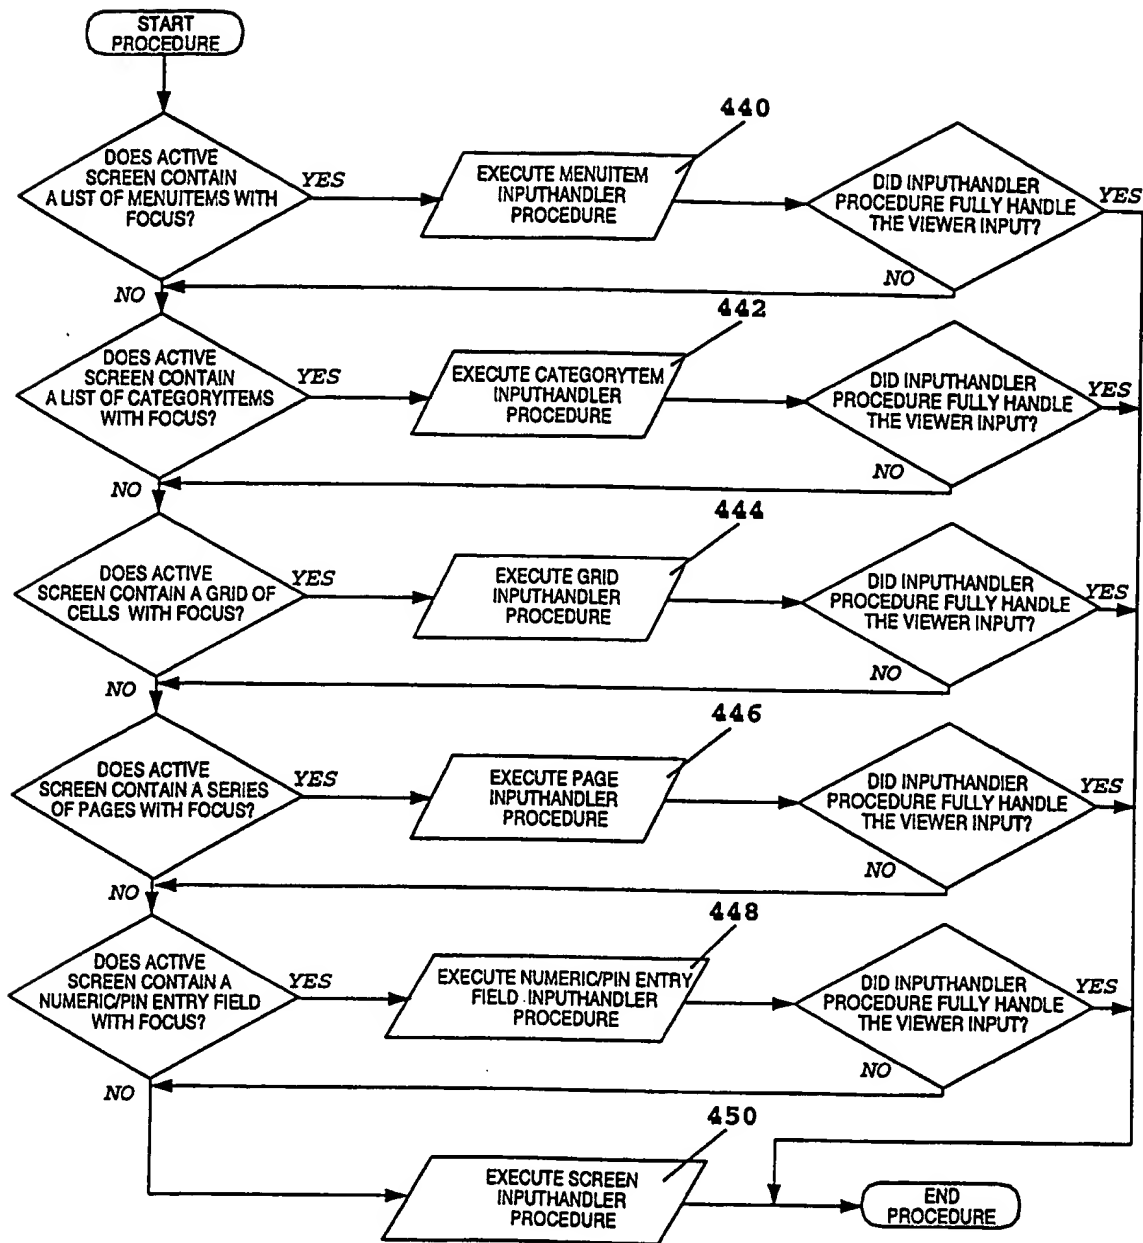 START
PROCEDURE
440
DOES ACTIVE
SCREEN CONTAIN
A LIST OF MENUITEMS WITH
FOCUS?
YES
EXECUTE MENUITEM
INPUTHANDLER
PROCEDURE
DID INPUTHANDLER
PROCEDURE FULLY HANDLE
THE VIEWER INPUT?
YES
NO
NO
442
DOES ACTIVE
SCREEN CONTAIN
A LIST OF CATEGORYITEMS
WITH FOCUS?
YES
EXECUTE CATEGORYTEM
INPUTHANDLER
PROCEDURE
DID INPUTHANDLER
PROCEDURE FULLY HANDLE
THE VIEWER INPUT?
YES
NO
NO
444
DOES ACTIVE
SCREEN CONTAIN A GRID OF
CELLS WITH FOCUS?
YES
EXECUTE GRID
INPUTHANDLER
PROCEDURE
DID INPUTHANDLER
PROCEDURE FULLY HANDLE
THE VIEWER INPUT?
YES
NO
NO
446
DOES ACTIVE
SCREEN CONTAIN A SERIES
OF PAGES WITH FOCUS?
YES
EXECUTE PAGE
INPUTHANDLER
PROCEDURE
DID INPUTHANDIER
PROCEDURE FULLY HANDLE
THE VIEWER INPUT?
YES
NO
NO
448
DOES ACTIVE
SCREEN CONTAIN A
NUMERIC/PIN ENTRY FIELD
WITH FOCUS?
YES
EXECUTE NUMERIC/PIN ENTRY
FIELD INPUTHANDLER
PROCEDURE
DID INPUTHANDLER
PROCEDURE FULLY HANDLE
THE VIEWER INPUT?
YES
NO
NO
450
EXECUTE SCREEN
INPUTHANDLER
PROCEDURE
END
PROCEDURE